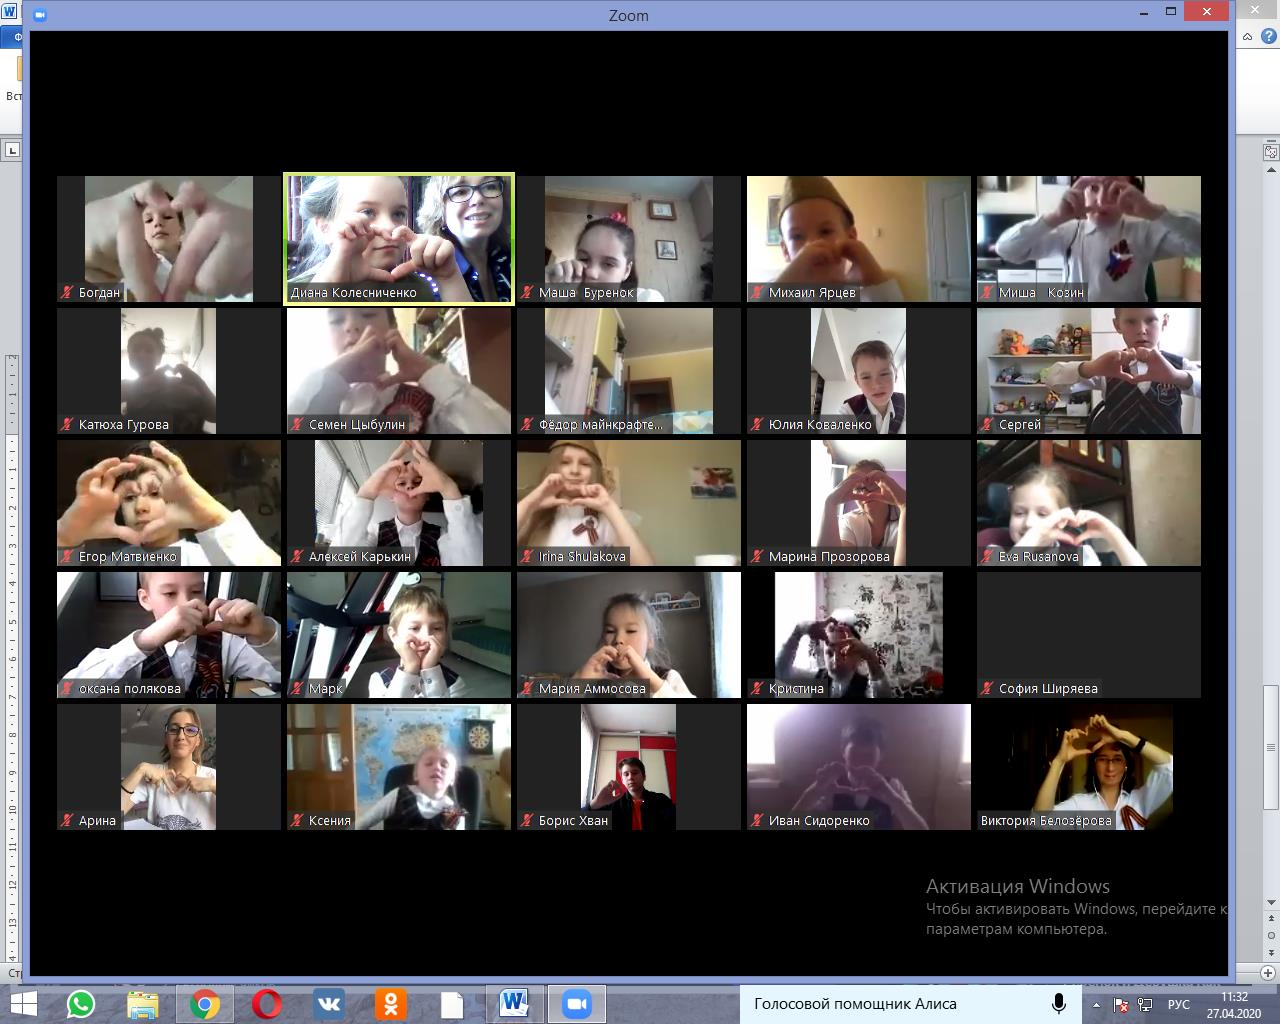 Zoom
Богдан
Диана Колесниченко
Маша Буренок
Михаил Ярцев
Миша Козин
Катюха Гурова
Семен Цыбулин
Фёдор майнкрафте...
Юлия Коваленко
Сергей
Егор Матвиенко
Алексей Карькин
Irina Shulakova
Марина Прозорова
Eva Rusanova
оксана полякова
Марк
Мария Аммосова
Кристина
София Ширяева
Арина
Ксения
Борис Хван
Иван Сидоренко
Виктория Белозёрова
Активация Windows
Чтобы активировать Windows, перейдите к
параметрам компьютера.
Голосовой помощник Алиса
РУС
11:32
27.04.2020